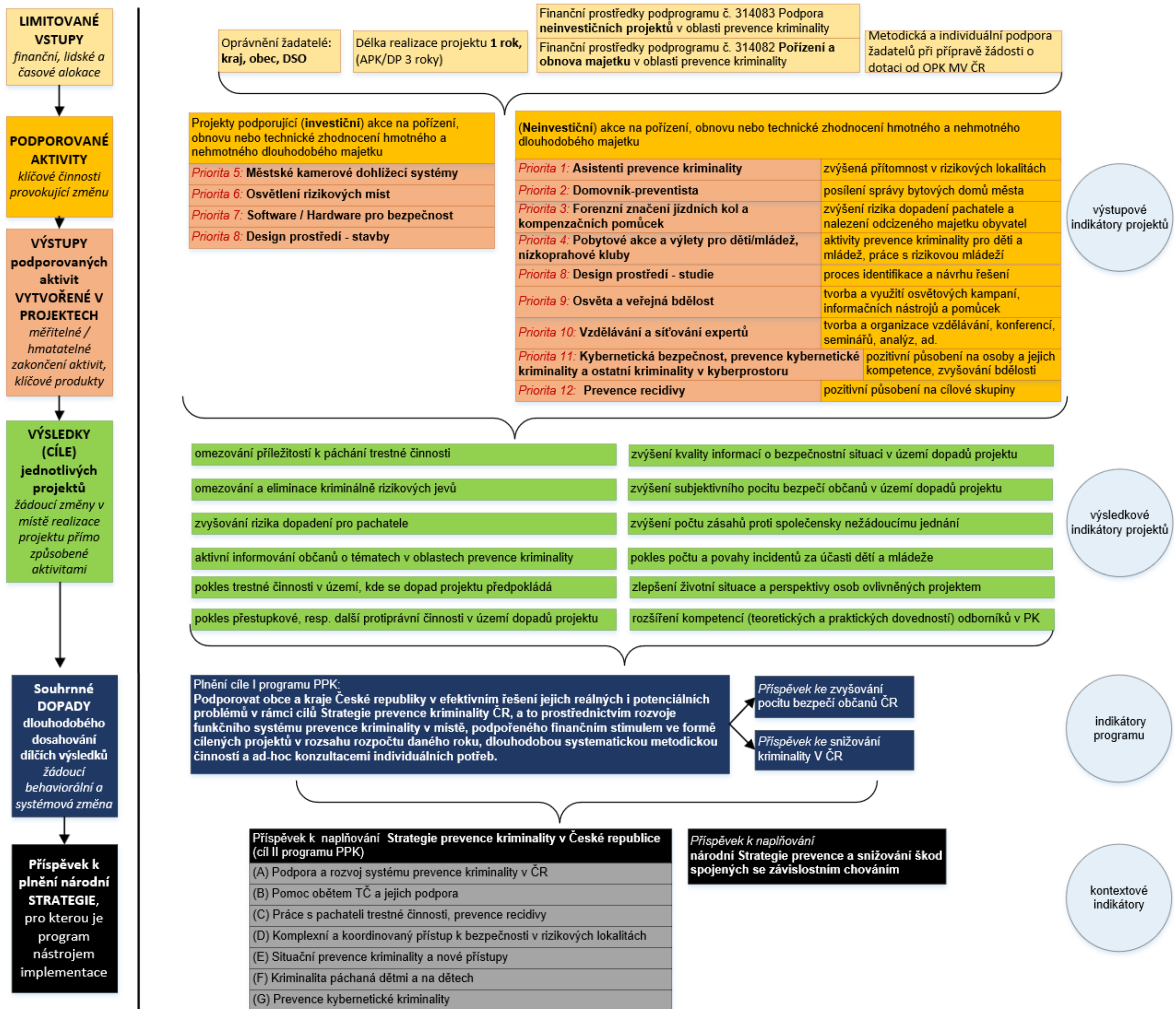 LIMITOVANÉ
VSTUPY
finanční, lidské a
časové alokace
Oprávnění žadatelé:
kraj, obec, DSO
Délka realizace projektu 1 rok,
(APK/DP 3 roky)
Finanční prostředky podprogramu č. 314083 Podpora
neinvestičních projektů v oblasti prevence kriminality
Finanční prostředky podprogramu č. 314082 Pořízení a
obnova majetku v oblasti prevence kriminality
Metodická a individuální podpora
žadatelů při přípravě žádosti o
dotaci od OPK MV ČR
PODPOROVANÉ
AKTIVITY
klíčové činnosti
provokující změnu
Projekty podporující (investiční) akce na pořízení,
obnovu nebo technické zhodnocení hmotného a
nehmotného dlouhodobého majetku
Priorita 5: Městské kamerové dohlížecí systémy
Priorita 6: Osvětlení rizikových míst
Priorita 7: Software / Hardware pro bezpečnost
Priorita 8: Design prostředí - stavby
(Neinvestiční) akce na pořízení, obnovu nebo technické zhodnocení hmotného a nehmotného
dlouhodobého majetku
Priorita 1: Asistenti prevence kriminality
zvýšená přítomnost v rizikových lokalitách
Priorita 2: Domovník-preventista
posílení správy bytových domů města
Priorita 3: Forenzní značení jízdních kol a
kompenzačních pomůcek
zvýšení rizika dopadení pachatele a
nalezení odcizeného majetku obyvatel
Priorita 4: Pobytové akce a výlety pro děti/mládež,
nízkoprahové kluby
aktivity prevence kriminality pro děti a
mládež, práce s rizikovou mládeží
Priorita 8: Design prostředí - studie
proces identifikace a návrhu řešení
Priorita 9: Osvěta a veřejná bdělost
tvorba a využití osvětových kampaní,
informačních nástrojů a pomůcek
Priorita 10: Vzdělávání a síťování expertů
tvorba a organizace vzdělávání, konferencí,
seminářů, analýz, ad.
Priorita 11: Kybernetická bezpečnost, prevence kybernetické
kriminality a ostatní kriminality v kyberprostoru
pozitivní působení na osoby a jejich
kompetence, zvyšování bdělosti
Priorita 12: Prevence recidivy
pozitivní působení na cílové skupiny
výstupové
indikátory projektů
VÝSTUPY
podporovaných
aktivit
VYTVOŘENÉ V
PROJEKTECH
měřitelné /
hmatatelné
zakončení aktivit,
klíčové produkty
VÝSLEDKY
(CÍLE)
jednotlivých
projektů
žádoucí změny v
místě realizace
projektu přímo
způsobené
aktivitami
omezování příležitostí k páchání trestné činnosti
zvýšení kvality informací o bezpečnostní situaci v území dopadů projektu
omezování a eliminace kriminálně rizikových jevů
zvýšení subjektivního pocitu bezpečí občanů v území dopadů projektu
zvyšování rizika dopadení pro pachatele
zvýšení počtu zásahů proti společensky nežádoucímu jednání
aktivní informování občanů o tématech v oblastech prevence kriminality
pokles počtu a povahy incidentů za účasti dětí a mládeže
pokles trestné činnosti v území, kde se dopad projektu předpokládá
zlepšení životní situace a perspektivy osob ovlivněných projektem
pokles přestupkové, resp. další protiprávní činnosti v území dopadů projektu
rozšíření kompetencí (teoretických a praktických dovedností) odborníků v PK
výsledkové
indikátory projektů
Souhrnné
DOPADY
dlouhodobého
dosahování
dílčích výsledků
žádoucí
behaviorální a
systémová změna
Plnění cíle I programu PPK:
Podporovat obce a kraje České republiky v efektivním řešení jejich reálných i potenciálních
problémů v rámci cílů Strategie prevence kriminality ČR, a to prostřednictvím rozvoje
funkčního systému prevence kriminality v místě, podpořeného finančním stimulem ve formě
cílených projektů v rozsahu rozpočtu daného roku, dlouhodobou systematickou metodickou
činností a ad-hoc konzultacemi individuálních potřeb.
Příspěvek ke zvyšování
pocitu bezpečí občanů ČR
Příspěvek ke snižování
kriminality V ČR
indikátory
programu
Příspěvek k
plnění národní
STRATEGIE,
pro kterou je
program
nástrojem
implementace
Příspěvek k naplňování Strategie prevence kriminality v České republice
(cíl II programu PPK)
(A) Podpora a rozvoj systému prevence kriminality v ČR
(B) Pomoc obětem TČ a jejich podpora
(C) Práce s pachateli trestné činnosti, prevence recidivy
(D) Komplexní a koordinovaný přístup k bezpečnosti v rizikových lokalitách
(E) Situační prevence kriminality a nové přístupy
(F) Kriminalita páchaná dětmi a na dětech
(G) Prevence kybernetické kriminality
Příspěvek k naplňování
národní Strategie prevence a snižování škod
spojených se závislostním chováním
kontextové
indikátory